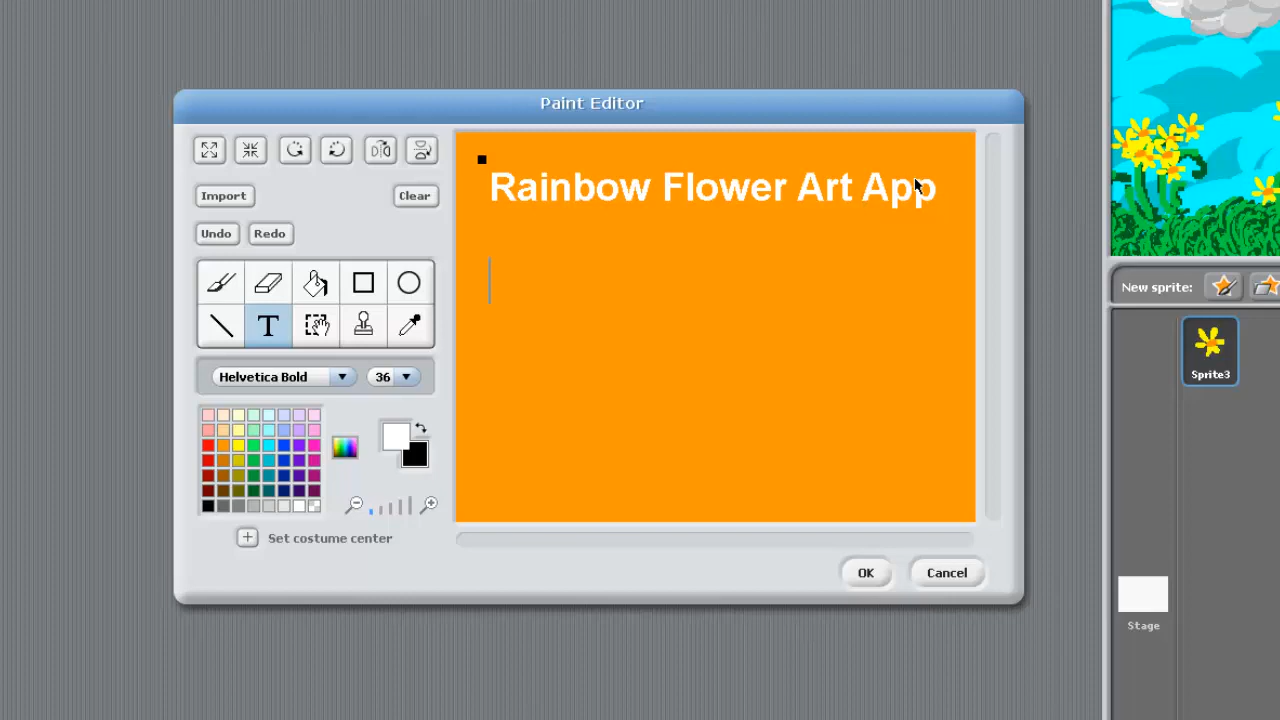 Paint Editor
Import
Clear
Undo
Redo
T
Helvetica Bold
36
Set costume center
Rainbow Flower Art App
OK
Cancel
New sprite:
Sprite3
Stage